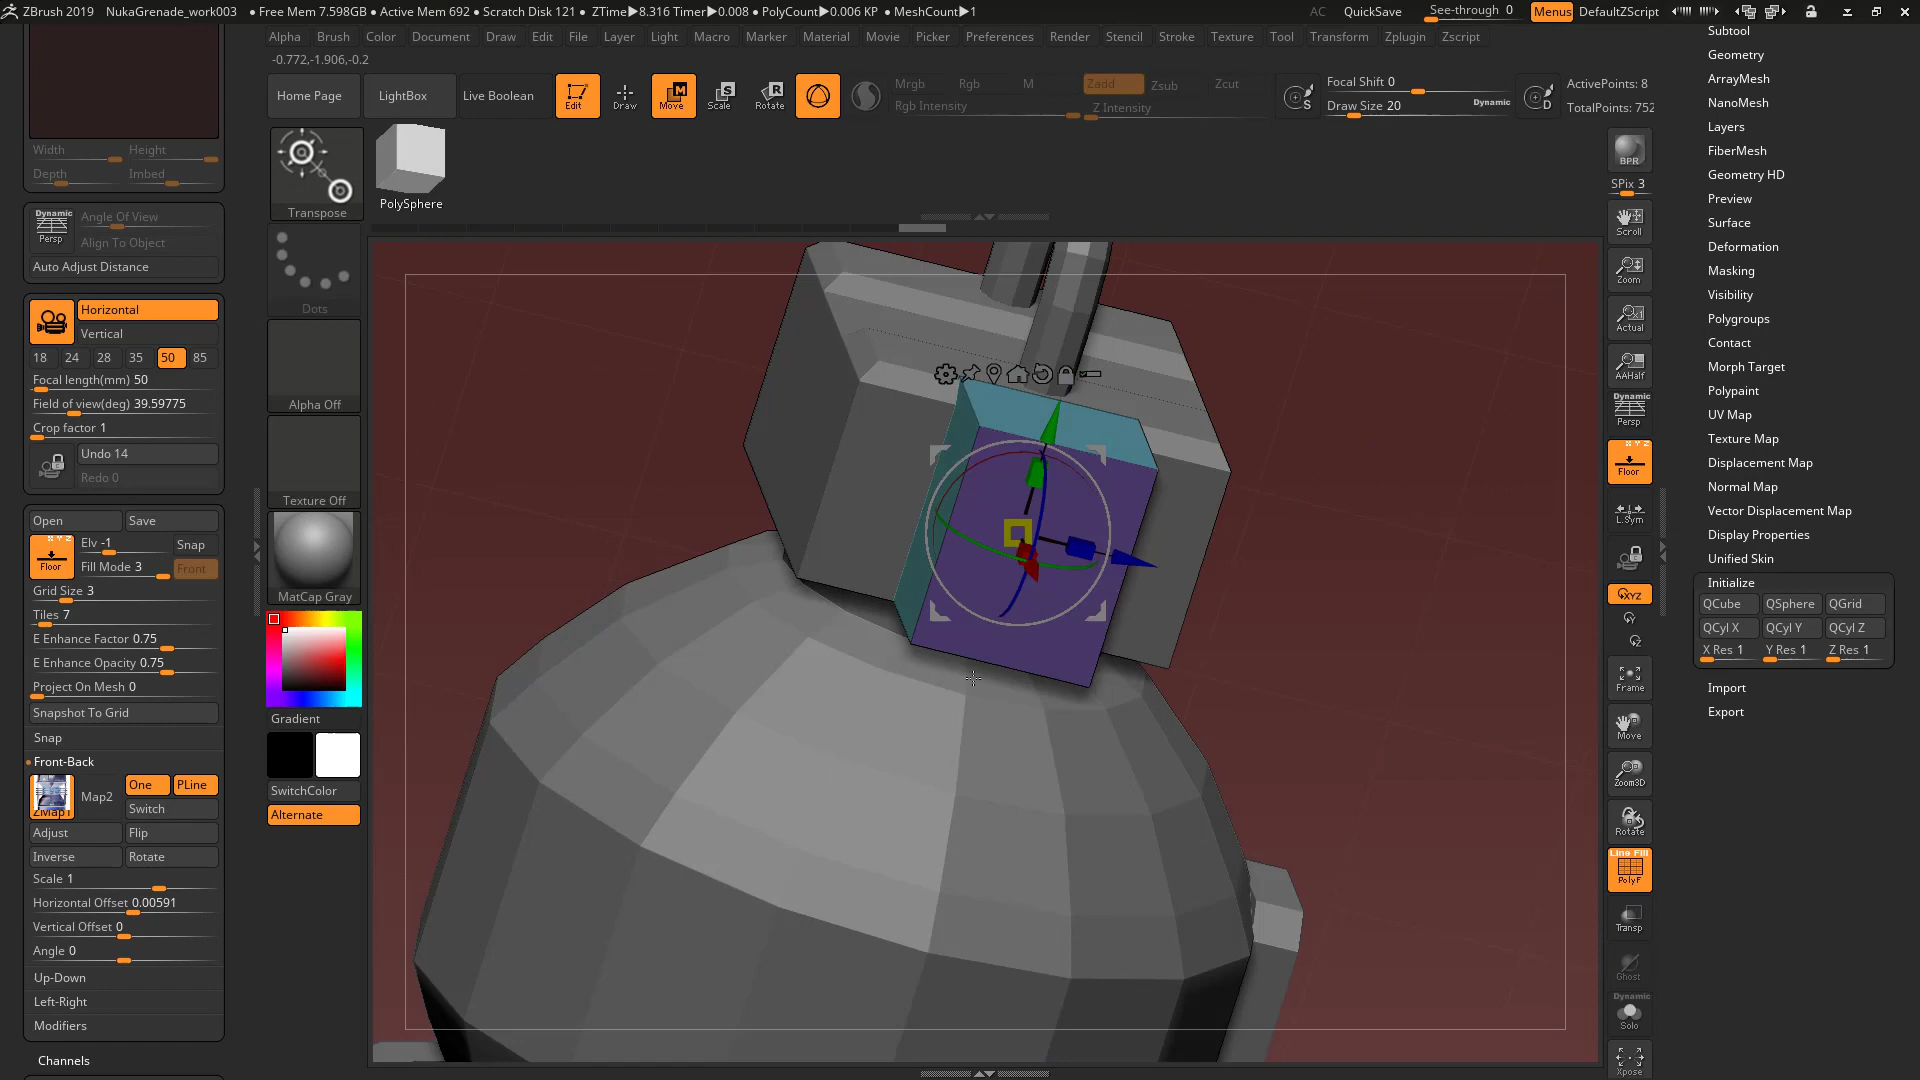 ZBrush 2019 NukaGrenade_work003 • Free Mem 7.598GB • Active Mem 692 • Scratch Disk 121 • ZTime▶8.316 Timer▶0.008 • PolyCount▶0.006 KP • MeshCount▶1 AC QuickSave See-through 0 Menus DefaultZScript
Alpha Brush Color Document Draw Edit File Layer Light Macro Marker Material Movie Picker Preferences Render Stencil Stroke Texture Tool Transform Zplugin Zscript
-0.772,-1.906,-0.2
Home Page LightBox Live Boolean Edit Draw Move Scale Rotate
Mrgb Rgb M Zadd Zsub Zcut
Rgb Intensity Z Intensity
Focal Shift 0
Draw Size 20 Dynamic
S D
ActivePoints: 8
TotalPoints: 752
Width Height
Depth Imbed
Dynamic
Persp
Angle Of View
Align To Object
Auto Adjust Distance
Horizontal
Vertical
18 24 28 35 50 85
Focal length(mm) 50
Field of view(deg) 39.59775
Crop factor 1
Undo 14
Redo 0
Open Save
X Y Z
Floor
Elv -1 Snap
Fill Mode 3 Front
Grid Size 3
Tiles 7
E Enhance Factor 0.75
E Enhance Opacity 0.75
Project On Mesh 0
Snapshot To Grid
Snap
Front-Back
ZMap1
Map2 One PLine
Switch
Adjust Flip
Inverse Rotate
Scale 1
Horizontal Offset 0.00591
Vertical Offset 0
Angle 0
Up-Down
Left-Right
Modifiers
Channels
Transpose
PolySphere
Dots
Alpha Off
Texture Off
MatCap Gray
Gradient
SwitchColor
Alternate
BPR
SPix 3
Scroll
Zoom
Actual
AAHalf
Dynamic
Persp
X Y Z
Floor
L.Sym
XYZ
Frame
Move
Zoom3D
Rotate
Line Fill
PolyF
Transp
Ghost
Dynamic
Solo
Xpose
Subtool
Geometry
ArrayMesh
NanoMesh
Layers
FiberMesh
Geometry HD
Preview
Surface
Deformation
Masking
Visibility
Polygroups
Contact
Morph Target
Polypaint
UV Map
Texture Map
Displacement Map
Normal Map
Vector Displacement Map
Display Properties
Unified Skin
Initialize
QCube QSphere QGrid
QCyl X QCyl Y QCyl Z
X Res 1 Y Res 1 Z Res 1
Import
Export